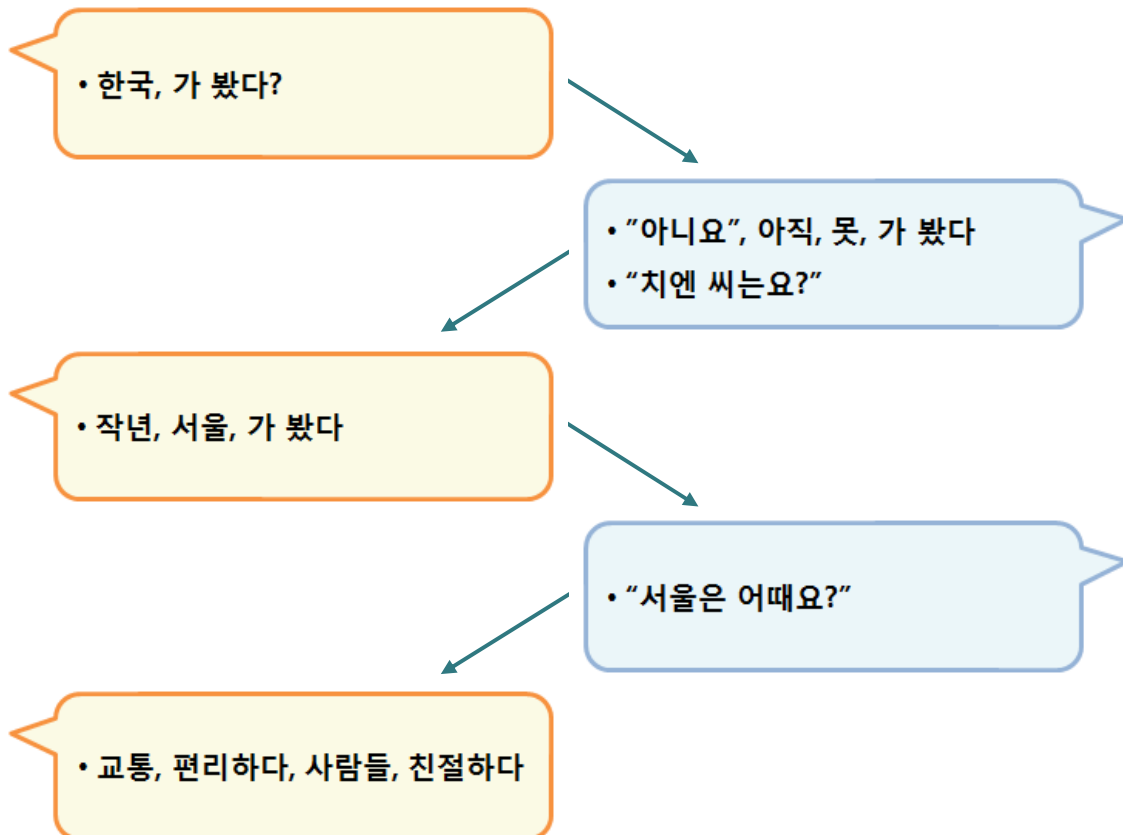 • 한국, 가 봤다?
• ”아니요”, 아직, 못, 가 봤다
• “치엔 씨는요?”
• 작년, 서울, 가 봤다
• “서울은 어때요?”
• 교통, 편리하다, 사람들, 친절하다